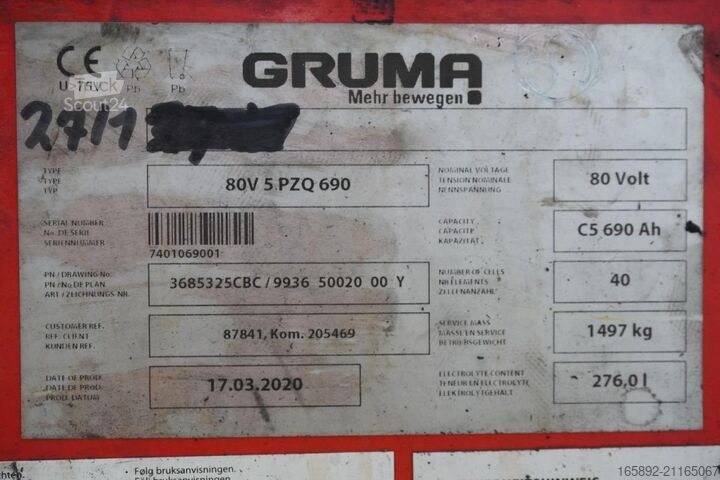 CE
Pb
Pb
Truck
Scout24
GRUMA
Mehr bewegen
27/1
TYPE
TYPE
TYP
80V 5 PZQ 690
NOMINAL VOLTAGE
TENSION NOMINALE
NENNSPANNUNG
80 Volt
SERIAL NUMBER
No. DE SERIE
SERIENNUMMER
7401069001
CAPACITY
CAPACITE
KAPAZITÄT
C5 690 Ah
PN / DRAWING No.
PN / No. DE PLAN
ART / ZEICHNUNGS-NR.
3685325CBC / 9936 50020 00 Y
NUMBER OF CELLS
NB ELEMENTS
ZELLENANZAHL
40
CUSTOMER REF.
REF. CLIENT
KUNDEN REF.
87841, Kom. 205469
SERVICE MASS
MASSE EN SERVICE
BETRIEBSGEWICHT
1497 kg
DATE OF PROD.
DATE DE PROD.
PROD. DATUM
17.03.2020
ELECTROLYTE CONTENT
TENEUR EN ELECTROLYTE
ELEKTROLYTGEHALT
276,0 l
• Følg bruksanvisningen.
bruksanvisningen
165892-21165067